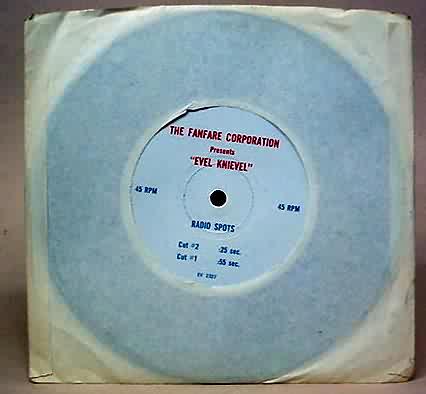 THE FANFARE CORPORATION
Presents
"EVEL KNIEVEL"
45 RPM 45 RPM
RADIO SPOTS
Cut #2 :25 sec.
Cut #1 :55 sec.